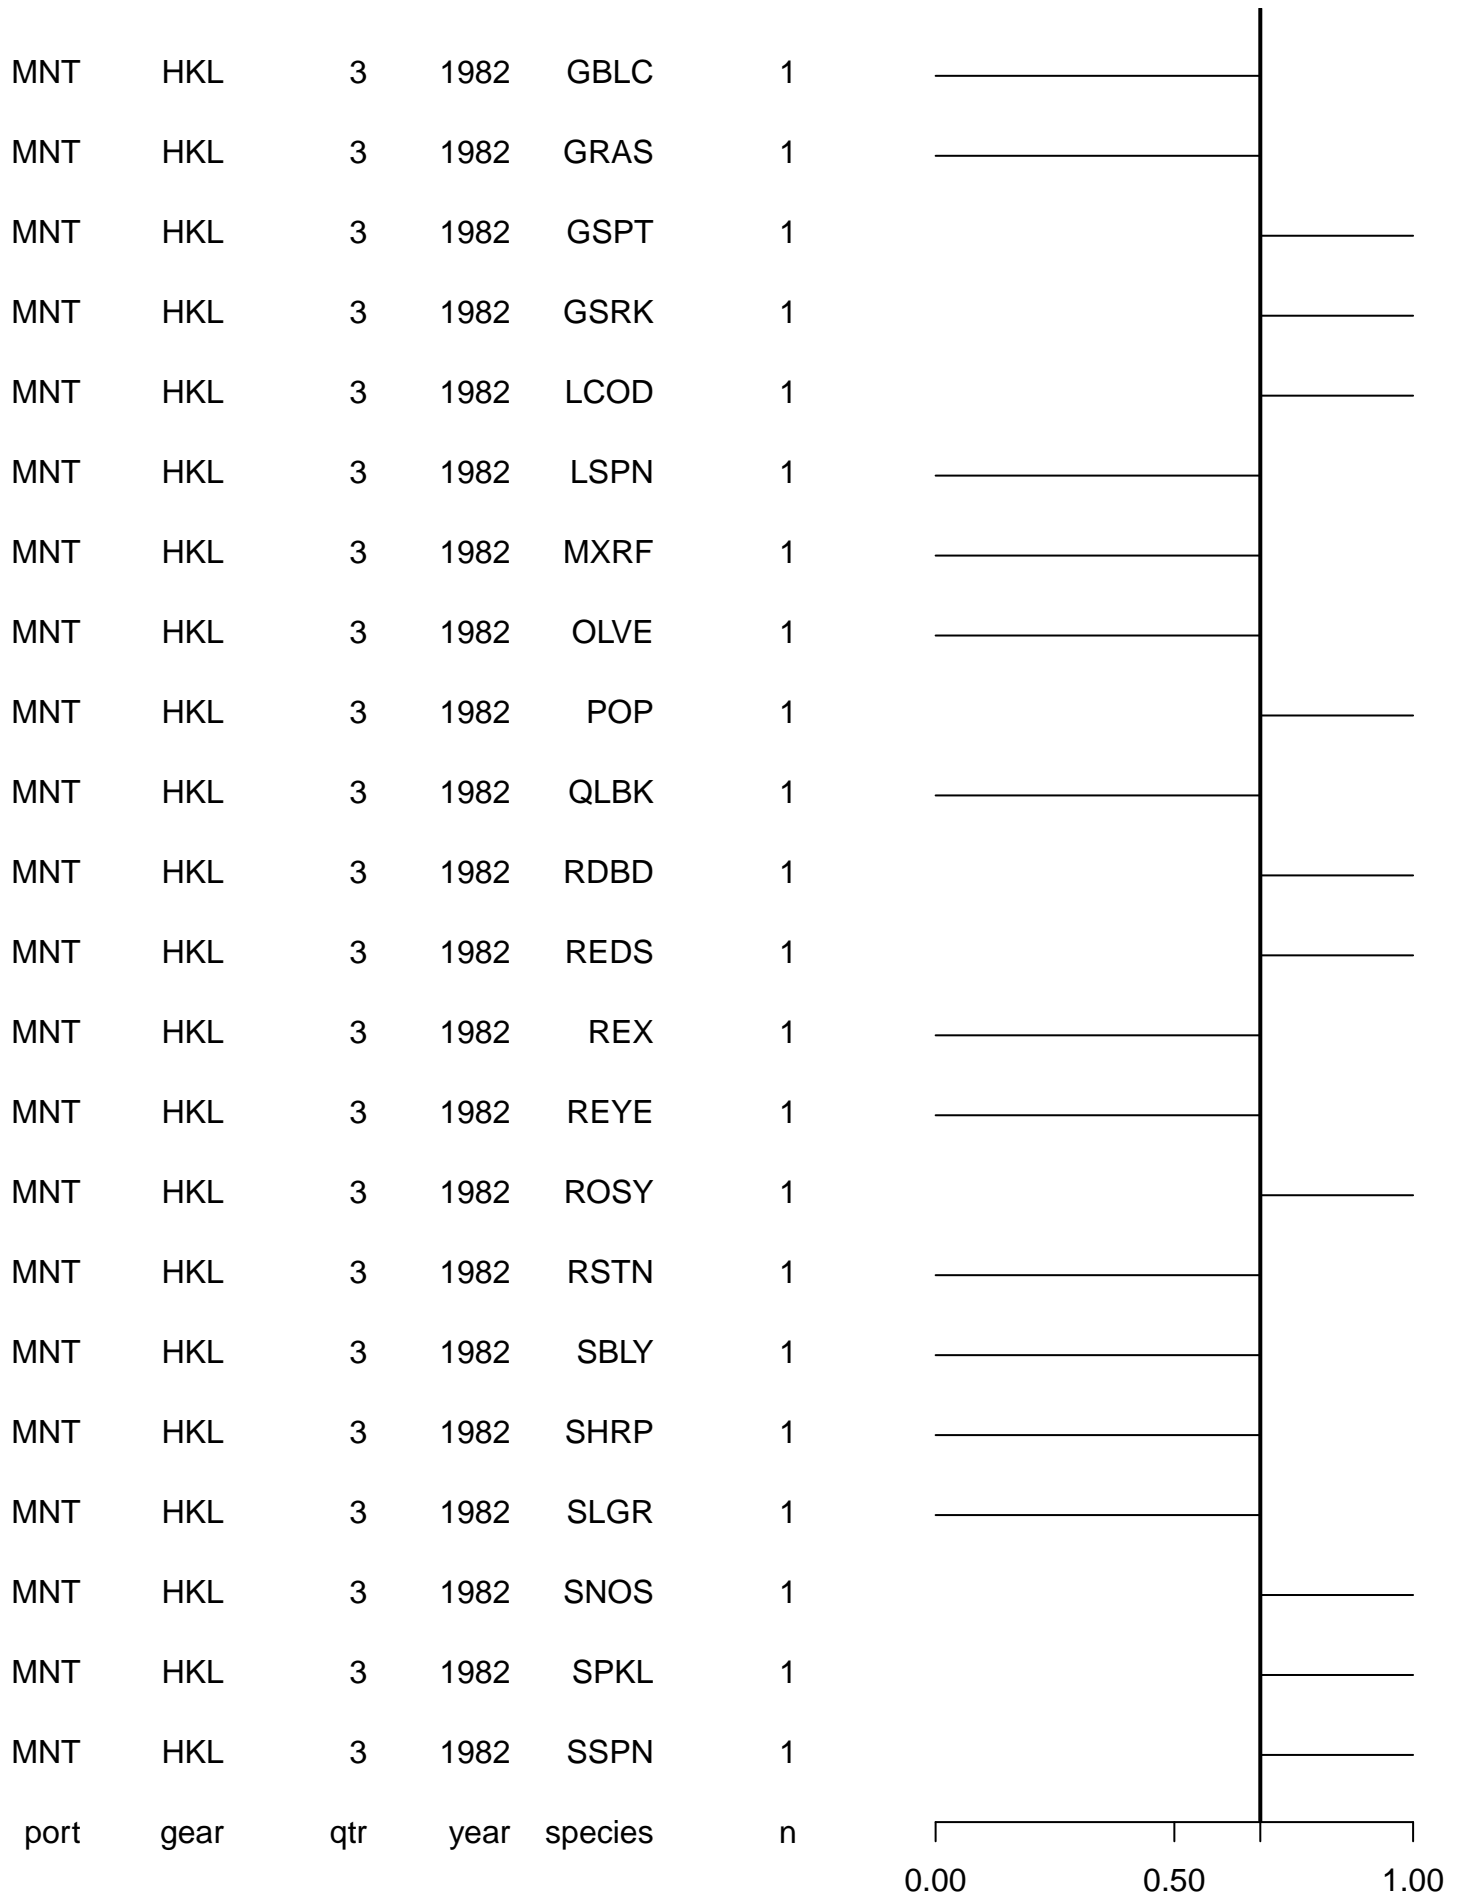 MNT HKL 3 1982 GBLC 1
MNT HKL 3 1982 GRAS 1
MNT HKL 3 1982 GSPT 1
MNT HKL 3 1982 GSRK 1
MNT HKL 3 1982 LCOD 1
MNT HKL 3 1982 LSPN 1
MNT HKL 3 1982 MXRF 1
MNT HKL 3 1982 OLVE 1
MNT HKL 3 1982 POP 1
MNT HKL 3 1982 QLBK 1
MNT HKL 3 1982 RDBD 1
MNT HKL 3 1982 REDS 1
MNT HKL 3 1982 REX 1
MNT HKL 3 1982 REYE 1
MNT HKL 3 1982 ROSY 1
MNT HKL 3 1982 RSTN 1
MNT HKL 3 1982 SBLY 1
MNT HKL 3 1982 SHRP 1
MNT HKL 3 1982 SLGR 1
MNT HKL 3 1982 SNOS 1
MNT HKL 3 1982 SPKL 1
MNT HKL 3 1982 SSPN 1
port gear qtr year species n
0.00 0.50 1.00